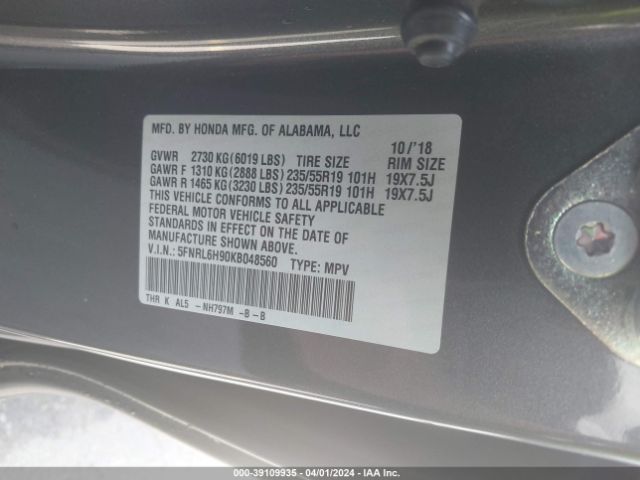 MFD. BY HONDA MFG. OF ALABAMA, LLC 10/'18
GVWR 2730 KG(6019 LBS) TIRE SIZE RIM SIZE
GAWR F 1310 KG(2888 LBS) 235/55R19 101H 19X7.5J
GAWR R 1465 KG(3230 LBS) 235/55R19 101H 19X7.5J
THIS VEHICLE CONFORMS TO ALL APPLICABLE
FEDERAL MOTOR VEHICLE SAFETY
STANDARDS IN EFFECT ON THE DATE OF
MANUFACTURE SHOWN ABOVE.
V.I.N.: 5FNRL6H90KB048560 TYPE: MPV
THR K AL5 -NH797M -B -B
000-39109935 - 04/01/2024 - IAA Inc.